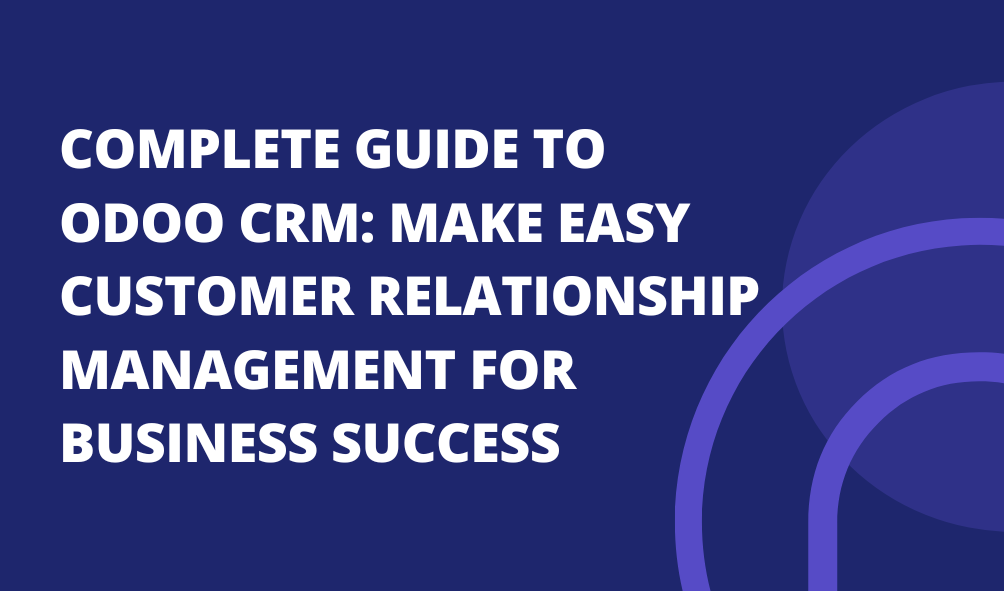 COMPLETE GUIDE TO
ODOO CRM: MAKE EASY
CUSTOMER RELATIONSHIP
MANAGEMENT FOR
BUSINESS SUCCESS